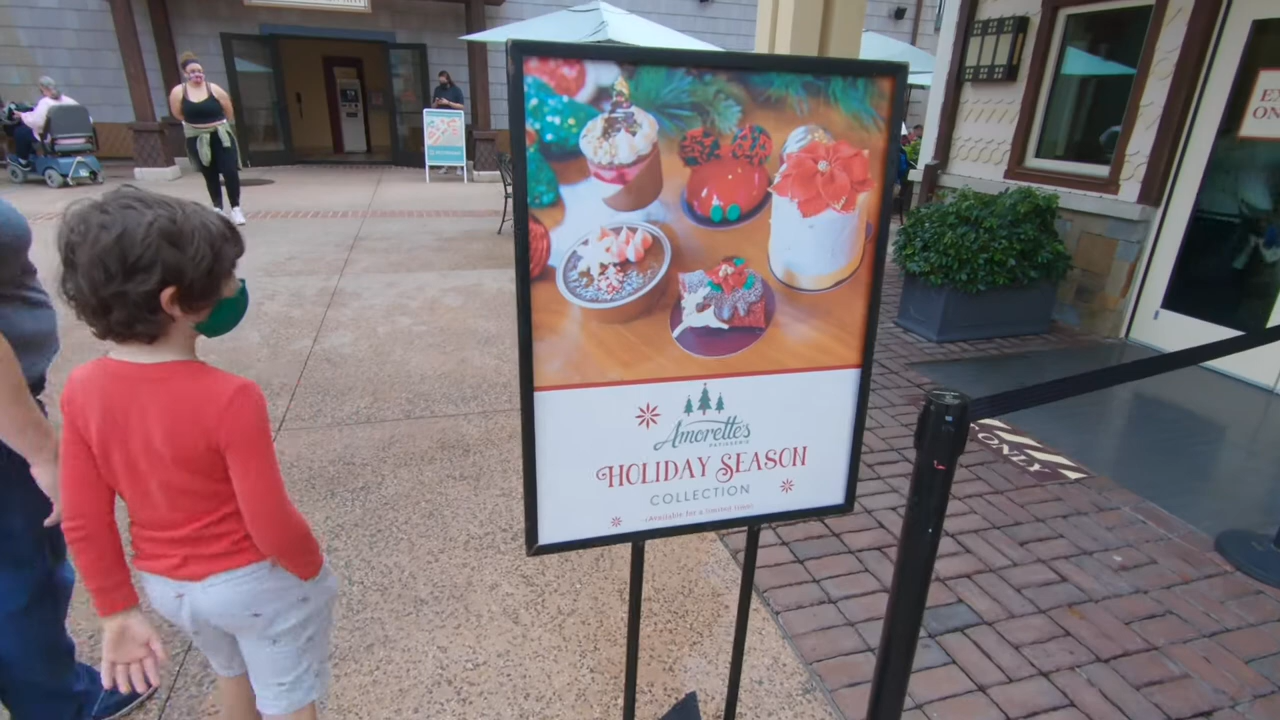 Amorette's
PATISSERIE
HOLIDAY SEASON
COLLECTION
Available for a limited time
ONLY